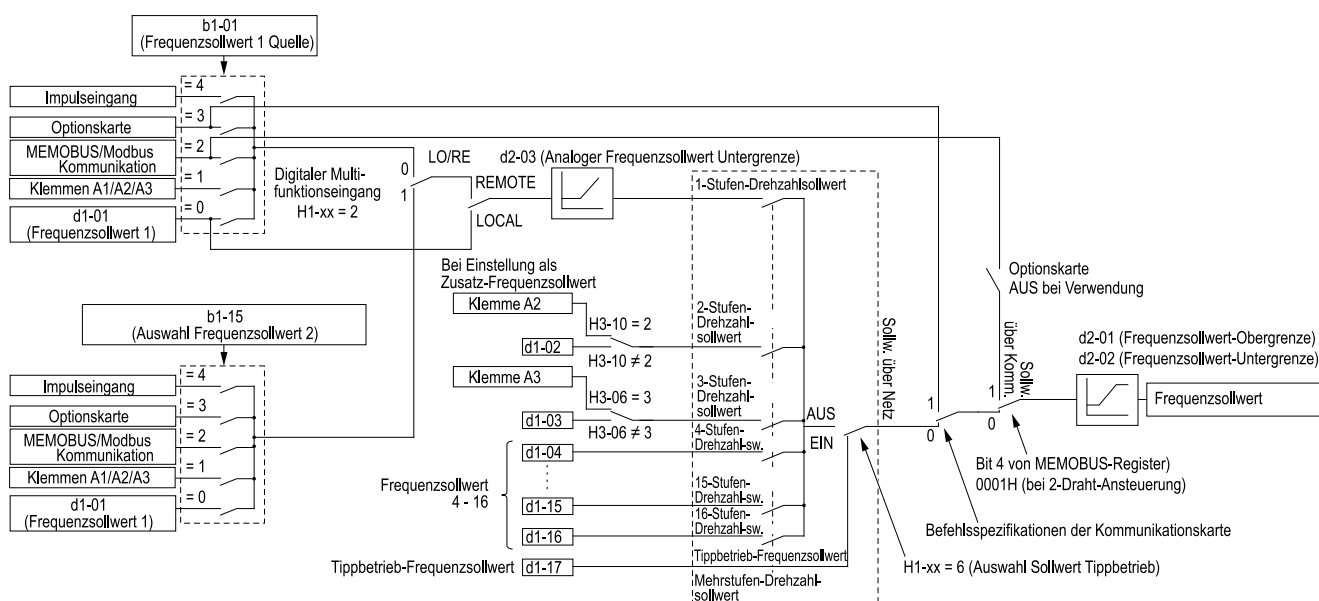 b1-01
(Frequenzsollwert 1 Quelle)
Impulseingang
= 4
Optionskarte
= 3
MEMOBUS/Modbus
Kommunikation
= 2
Klemmen A1/A2/A3
= 1
d1-01
(Frequenzsollwert 1)
= 0
Digitaler Multi-
funktionseingang
H1-xx = 2
0
1
LO/RE
REMOTE
LOCAL
d2-03 (Analoger Frequenzsollwert Untergrenze)
1-Stufen-Drehzahlsollwert
b1-15
(Auswahl Frequenzsollwert 2)
Impulseingang
= 4
Optionskarte
= 3
MEMOBUS/Modbus
Kommunikation
= 2
Klemmen A1/A2/A3
= 1
d1-01
(Frequenzsollwert 1)
= 0
Bei Einstellung als
Zusatz-Frequenzsollwert
Klemme A2
H3-10 = 2
d1-02
H3-10 ≠ 2
2-Stufen-
Drehzahl-
sollwert
Klemme A3
H3-06 = 3
d1-03
H3-06 ≠ 3
3-Stufen-
Drehzahl-
sollwert
4-Stufen-
Drehzahl-sw.
d1-04
Frequenzsollwert
4 - 16
d1-15
15-Stufen-
Drehzahl-sw.
16-Stufen-
Drehzahl-sw.
d1-16
Tippbetrieb-Frequenzsollwert
d1-17
Tippbetrieb-Frequenzsollwert
Mehrstufen-Drehzahl-
sollwert
AUS
EIN
Sollw. über Netz
1
0
Optionskarte
AUS bei Verwendung
Sollw.
über Komm.
1
0
d2-01 (Frequenzsollwert-Obergrenze)
d2-02 (Frequenzsollwert-Untergrenze)
Frequenzsollwert
Bit 4 von MEMOBUS-Register)
0001H (bei 2-Draht-Ansteuerung)
Befehlsspezifikationen der Kommunikationskarte
H1-xx = 6 (Auswahl Sollwert Tippbetrieb)